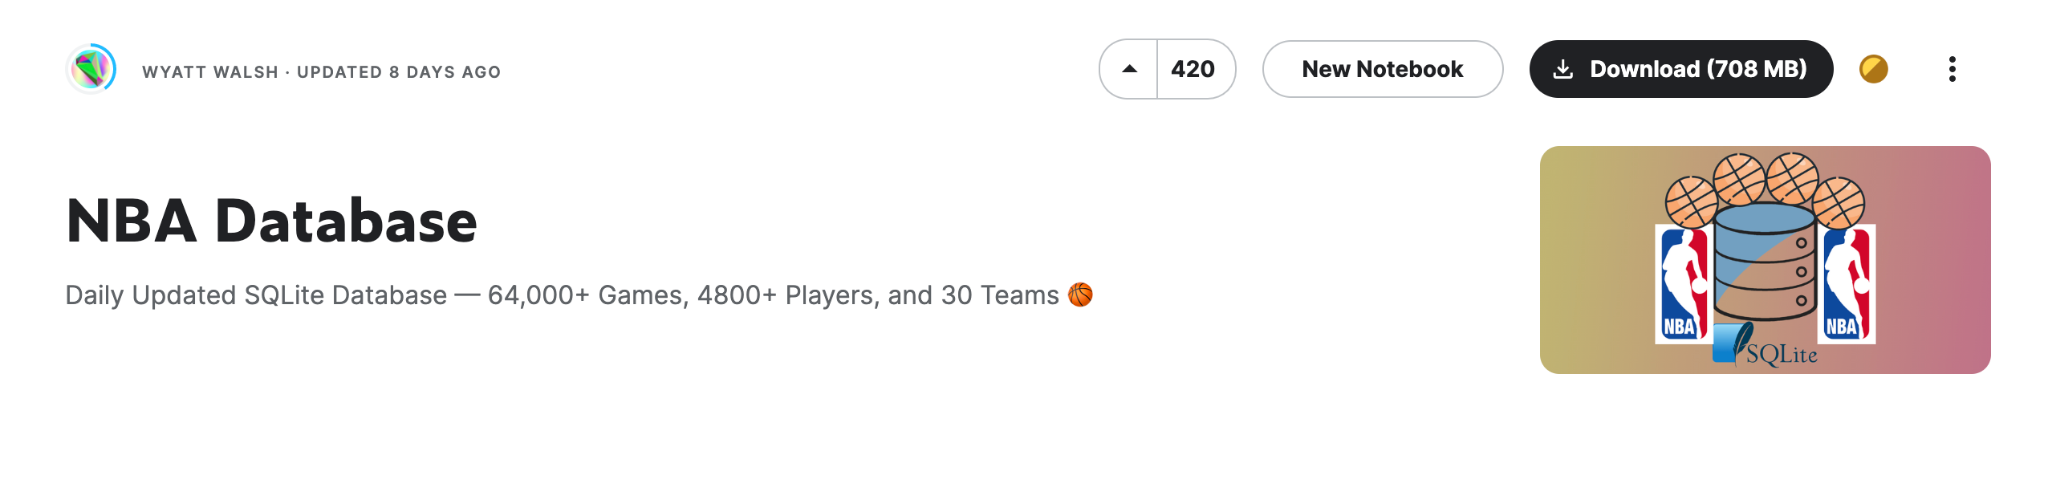 WYATT WALSH · UPDATED 8 DAYS AGO
420
New Notebook
Download (708 MB)
NBA Database
Daily Updated SQLite Database — 64,000+ Games, 4800+ Players, and 30 Teams 🏀
NBA
NBA
SQLite